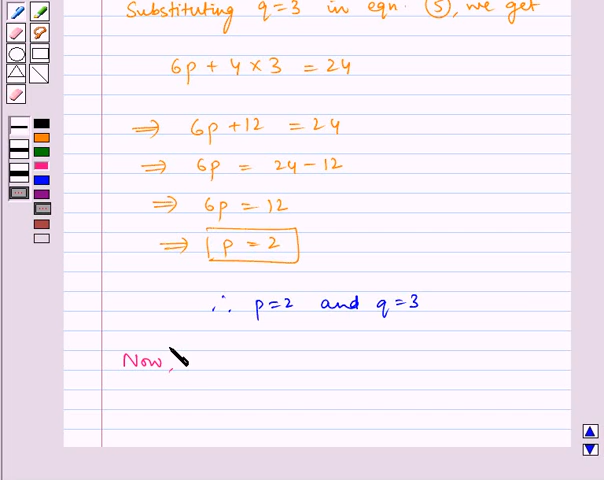 Substituting q=3 in eqn. ⑤, we get
6p + 4 × 3 = 24
⇒ 6p + 12 = 24
⇒ 6p = 24 - 12
⇒ 6p = 12
⇒ p = 2
∴ p=2 and q=3
Now,